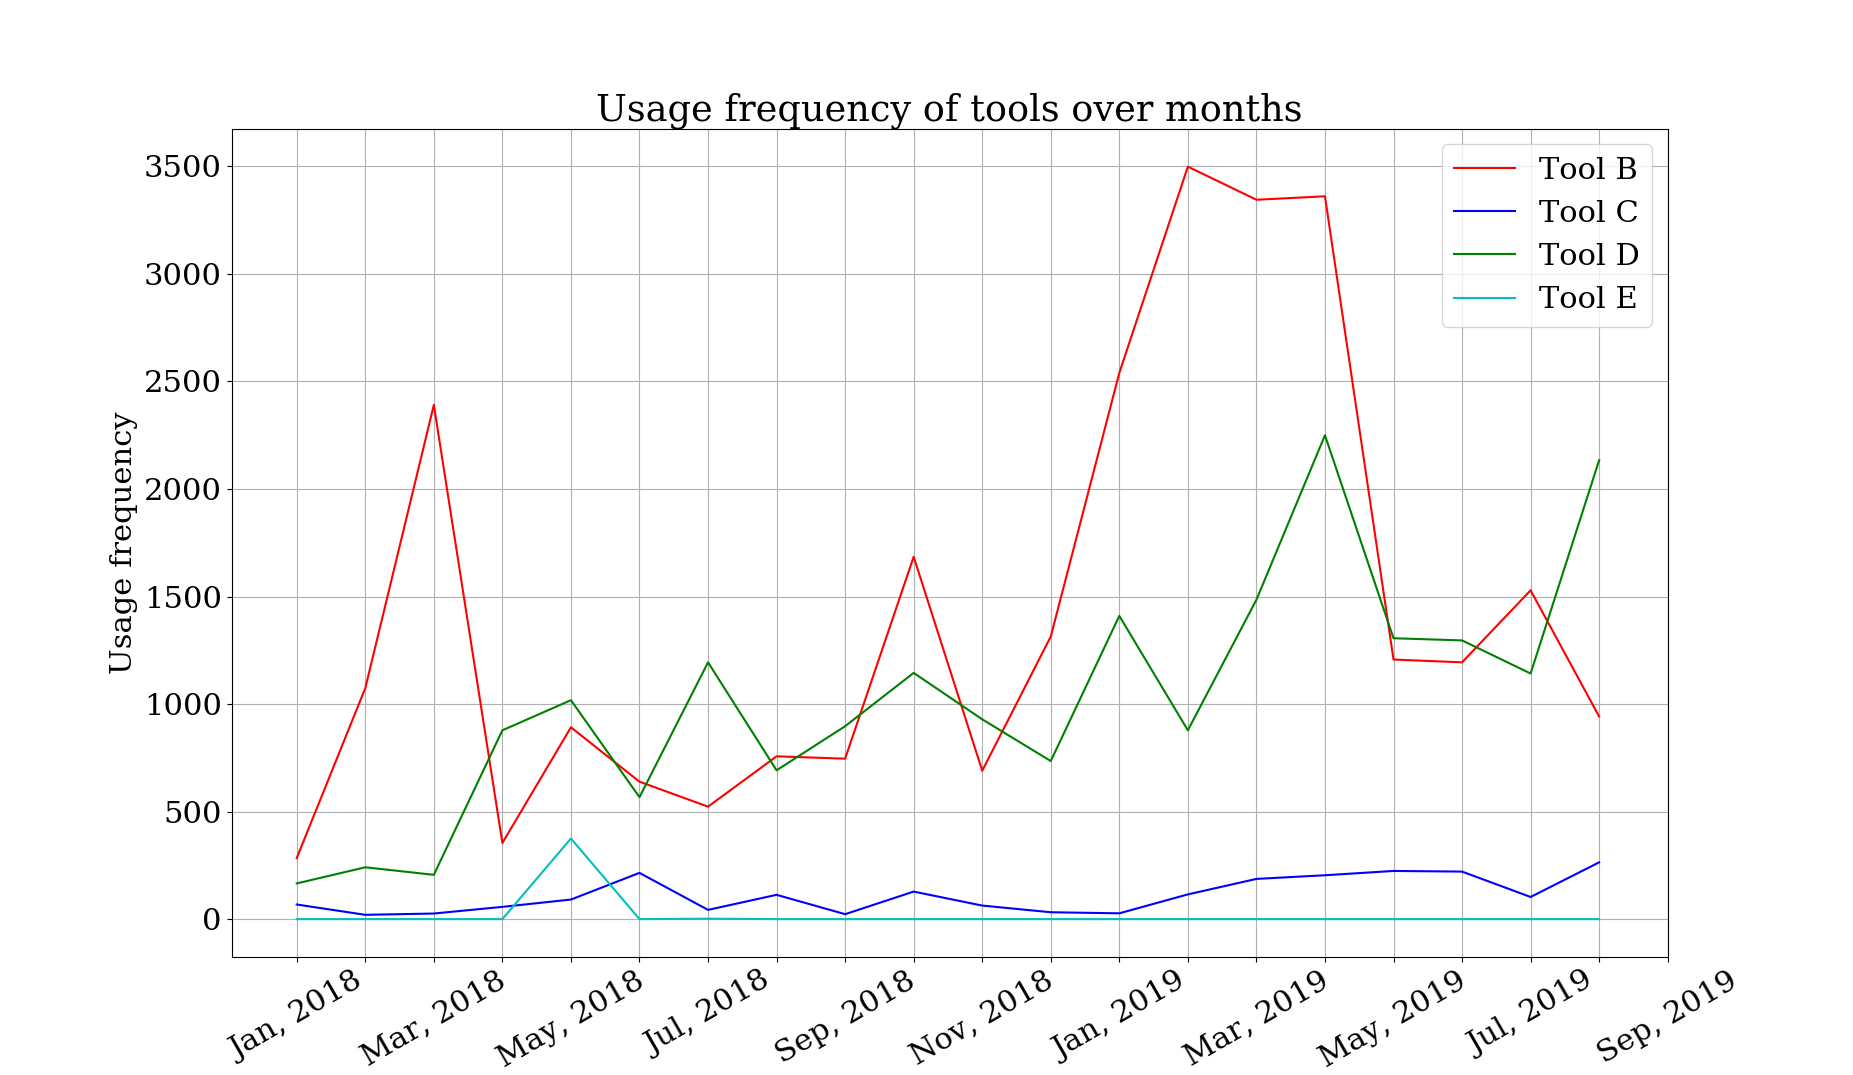 Usage frequency of tools over months
Usage frequency
3500
3000
2500
2000
1500
1000
500
0
Tool B
Tool C
Tool D
Tool E
Jan, 2018
Mar, 2018
May, 2018
Jul, 2018
Sep, 2018
Nov, 2018
Jan, 2019
Mar, 2019
May, 2019
Jul, 2019
Sep, 2019